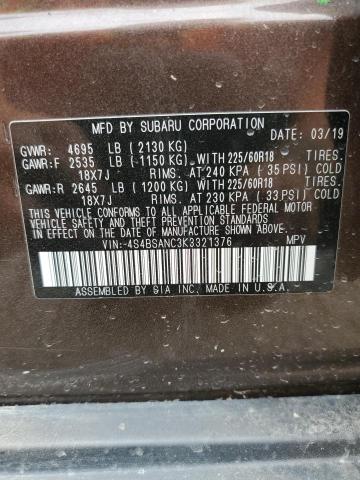 MFD BY SUBARU CORPORATION DATE: 03/19
GVWR: 4695 LB (2130 KG)
GAWR:F 2535 LB (1150 KG) WITH 225/60R18 TIRES.
18X7J RIMS. AT 240 KPA (35 PSI) COLD
GAWR:R 2645 LB (1200 KG) WITH 225/60R18 TIRES.
18X7J RIMS. AT 230 KPA (33 PSI) COLD
THIS VEHICLE CONFORMS TO ALL APPLICABLE FEDERAL MOTOR
VEHICLE SAFETY, BUMPER, AND THEFT PREVENTION STANDARDS
IN EFFECT ON THE DATE OF MANUFACTURE SHOWN ABOVE.
VIN:-4S4BSANC3K3321376 MPV
ASSEMBLED BY SIA INC. MADE IN U.S.A.